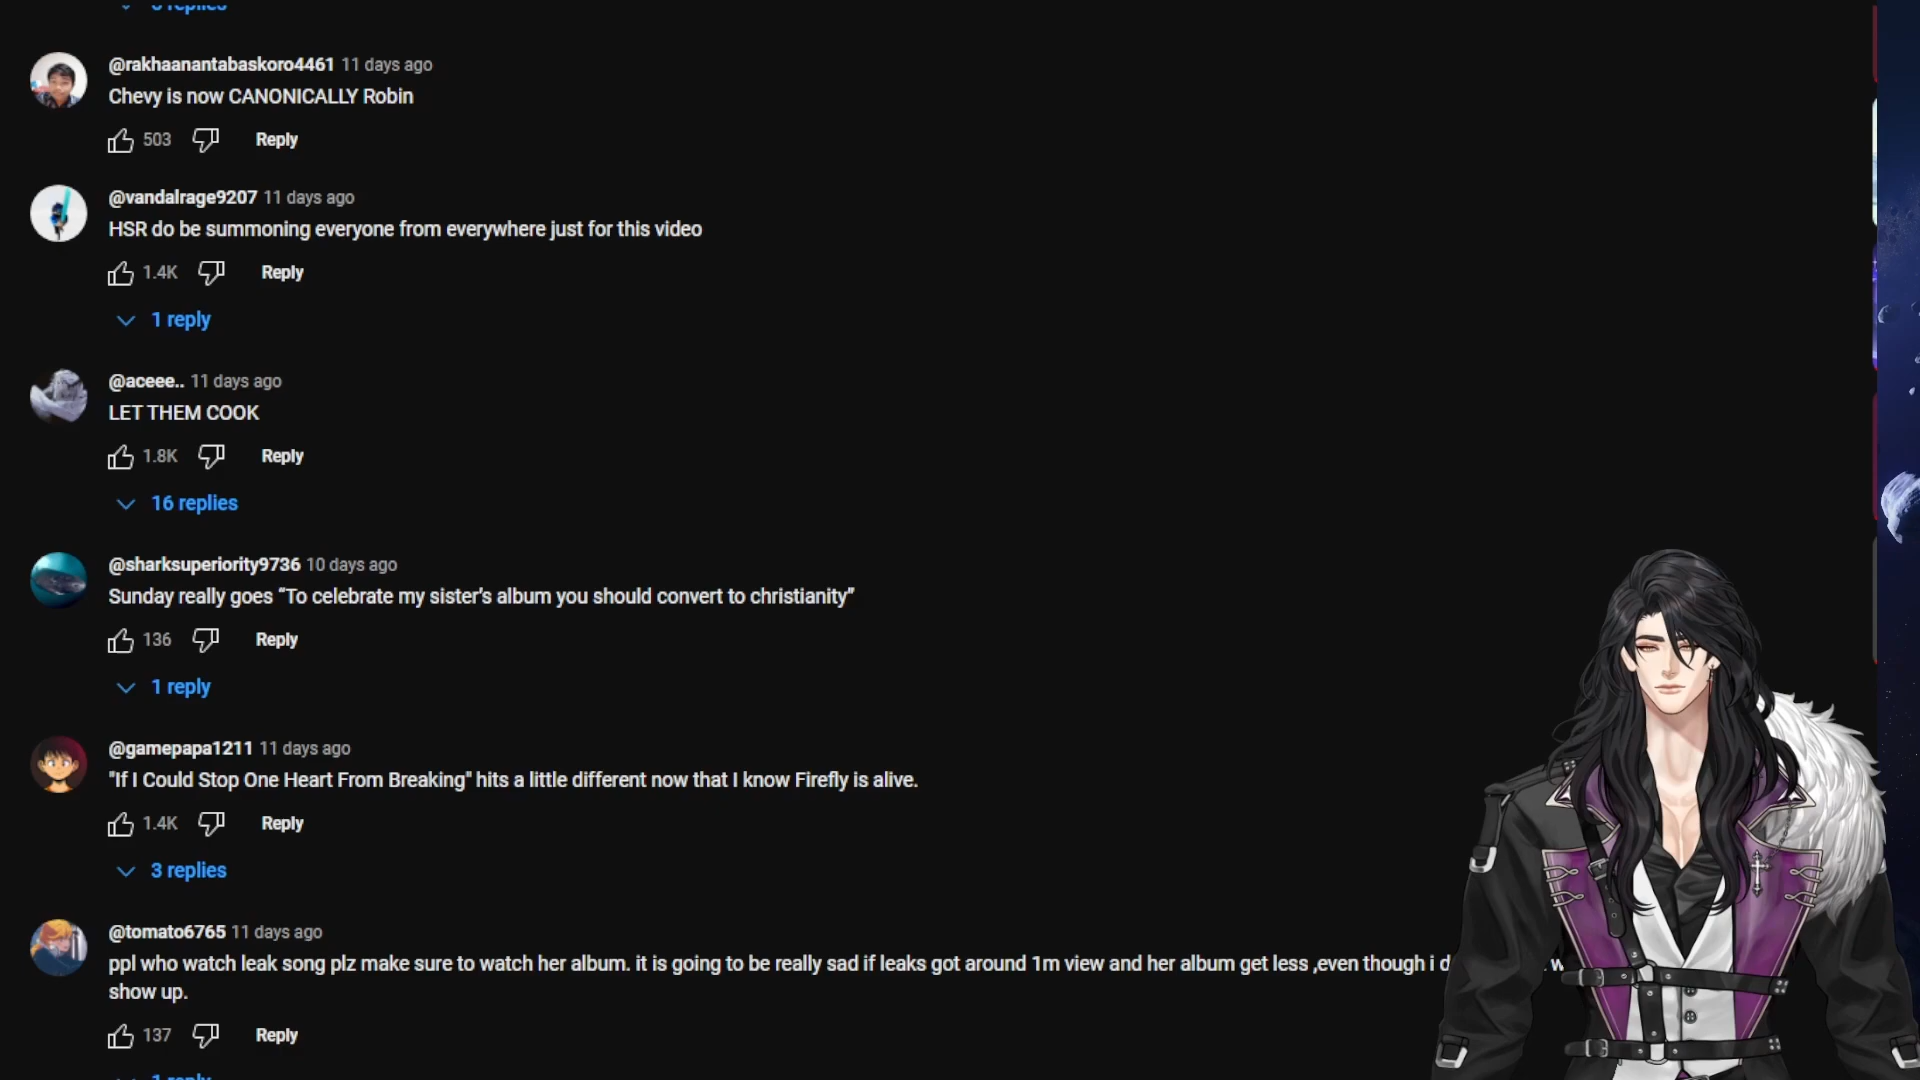 @rakhaanantabaskoro4461 11 days ago
Chevy is now CANONICALLY Robin
503 Reply
@vandalrage9207 11 days ago
HSR do be summoning everyone from everywhere just for this video
1.4K Reply
1 reply
@aceee.. 11 days ago
LET THEM COOK
1.8K Reply
16 replies
@sharksuperiority9736 10 days ago
Sunday really goes “To celebrate my sister's album you should convert to christianity”
136 Reply
1 reply
@gamepapa1211 11 days ago
"If I Could Stop One Heart From Breaking" hits a little different now that I know Firefly is alive.
1.4K Reply
3 replies
@tomato6765 11 days ago
ppl who watch leak song plz make sure to watch her album. it is going to be really sad if leaks got around 1m view and her album get less ,even though i
show up.
137 Reply